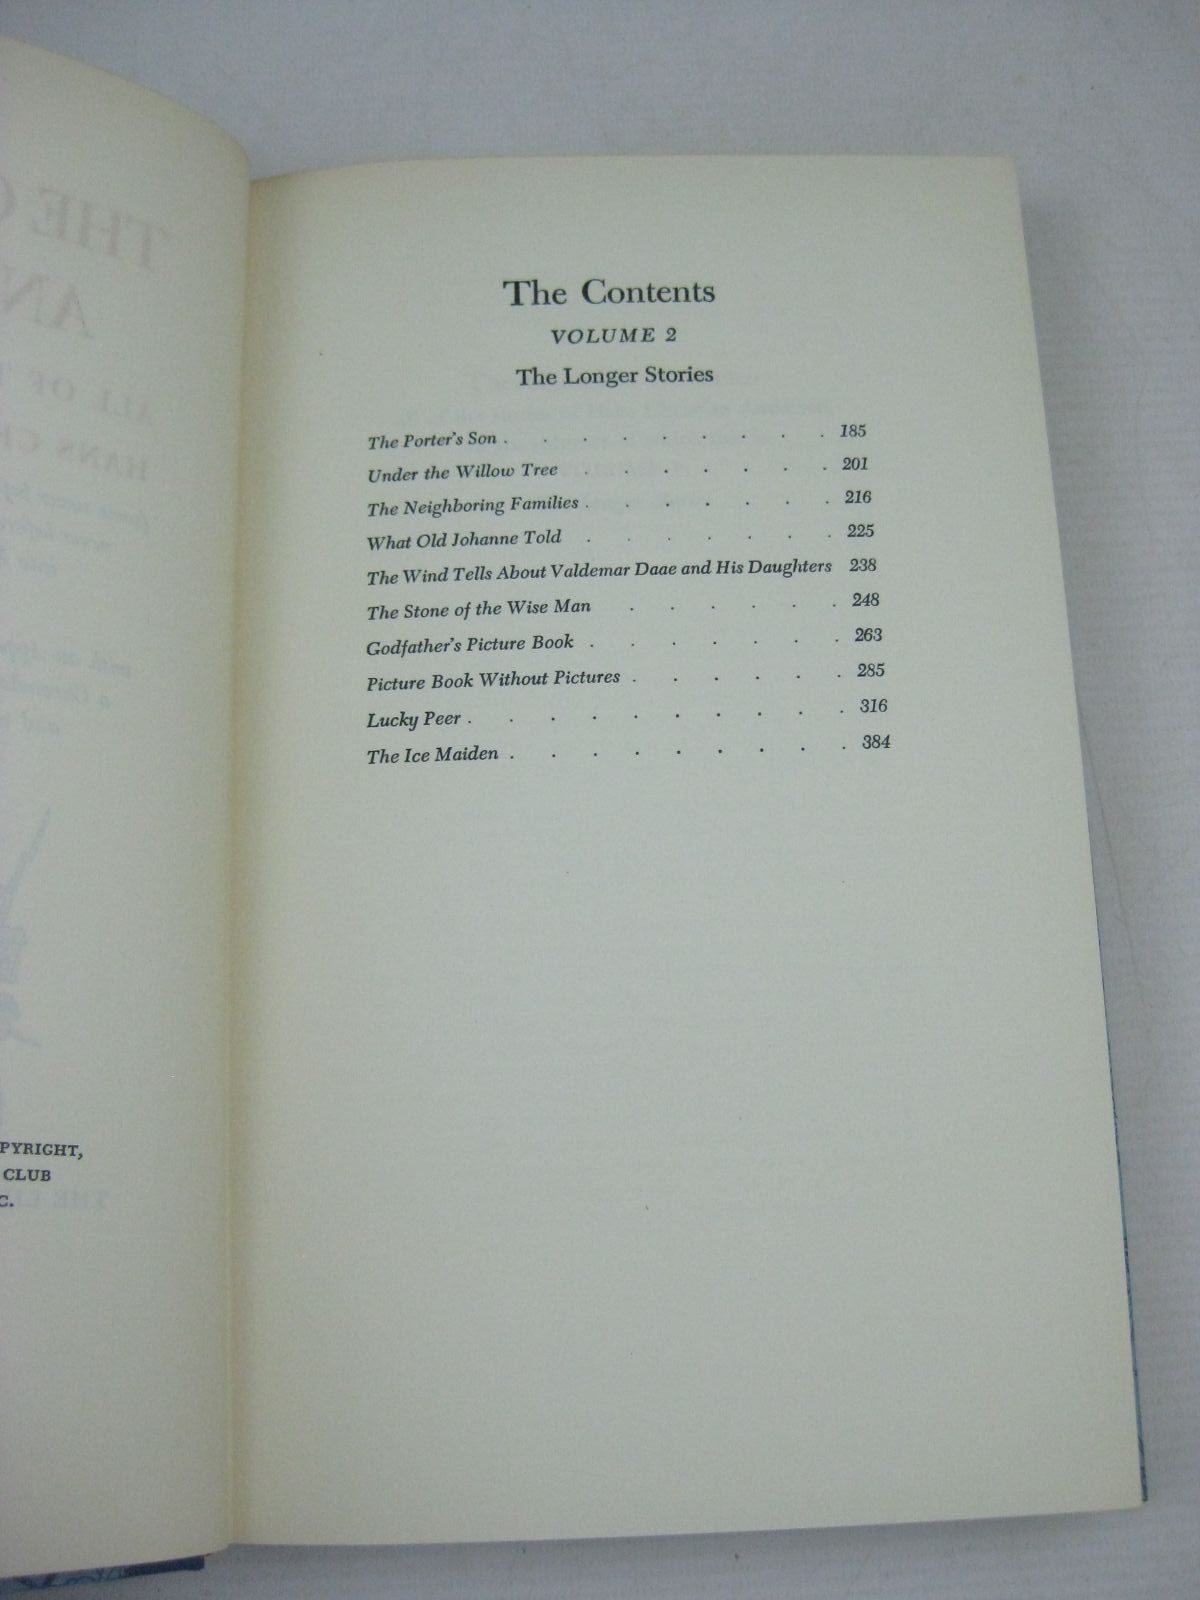 PYRIGHT,
CLUB
C.
The Contents
VOLUME 2
The Longer Stories
The Porter's Son . . . . . . . . . 185
Under the Willow Tree . . . . . . . 201
The Neighboring Families . . . . . . . 216
What Old Johanne Told . . . . . . . 225
The Wind Tells About Valdemar Daae and His Daughters 238
The Stone of the Wise Man . . . . . . 248
Godfather's Picture Book . . . . . . . 263
Picture Book Without Pictures . . . . . . 285
Lucky Peer . . . . . . . . . . 316
The Ice Maiden . . . . . . . . . 384